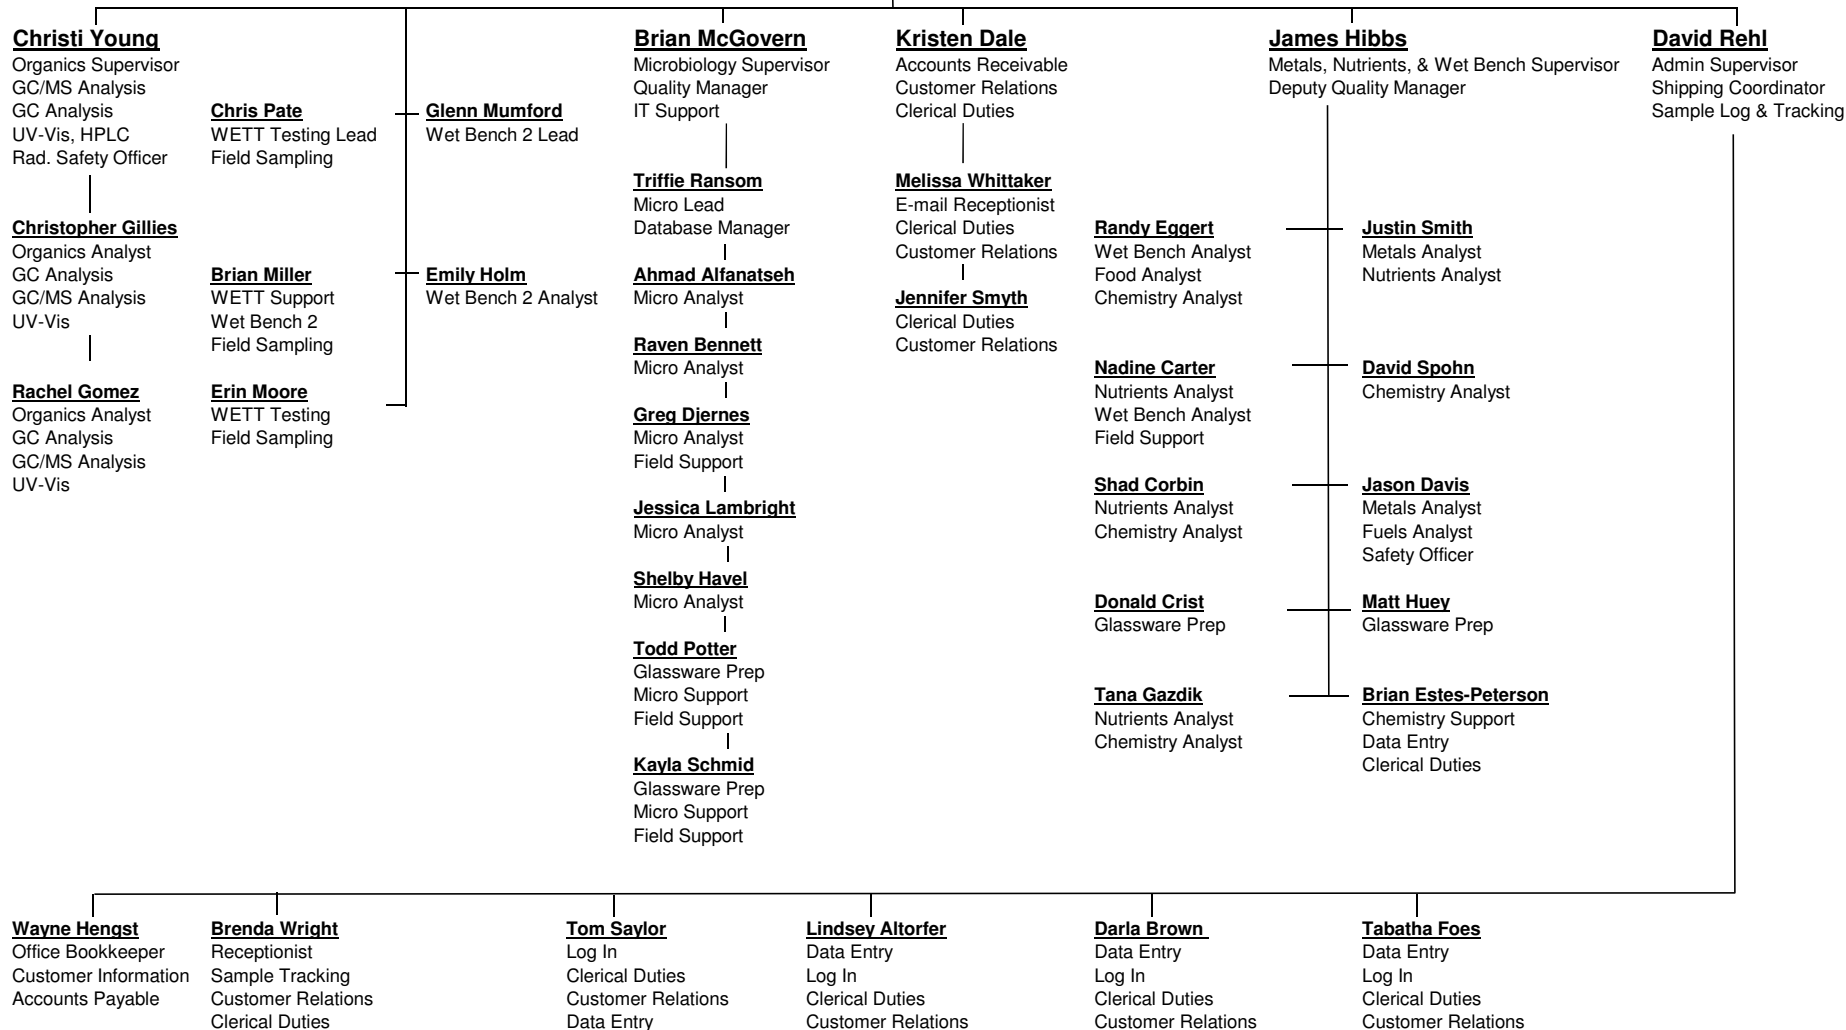 Christi Young
Organics Supervisor
GC/MS Analysis
GC Analysis
UV-Vis, HPLC
Rad. Safety Officer
Christopher Gillies
Organics Analyst
GC Analysis
GC/MS Analysis
UV-Vis
Rachel Gomez
Organics Analyst
GC Analysis
GC/MS Analysis
UV-Vis
Chris Pate
WETT Testing Lead
Field Sampling
Glenn Mumford
Wet Bench 2 Lead
Brian Miller
WETT Support
Wet Bench 2
Field Sampling
Emily Holm
Wet Bench 2 Analyst
Erin Moore
WETT Testing
Field Sampling
Brian McGovern
Microbiology Supervisor
Quality Manager
IT Support
Triffie Ransom
Micro Lead
Database Manager
Ahmad Alfanatseh
Micro Analyst
Raven Bennett
Micro Analyst
Greg Djernes
Micro Analyst
Field Support
Jessica Lambright
Micro Analyst
Shelby Havel
Micro Analyst
Todd Potter
Glassware Prep
Micro Support
Field Support
Kayla Schmid
Glassware Prep
Micro Support
Field Support
Kristen Dale
Accounts Receivable
Customer Relations
Clerical Duties
Melissa Whittaker
E-mail Receptionist
Clerical Duties
Customer Relations
Jennifer Smyth
Clerical Duties
Customer Relations
James Hibbs
Metals, Nutrients, & Wet Bench Supervisor
Deputy Quality Manager
Randy Eggert
Wet Bench Analyst
Food Analyst
Chemistry Analyst
Justin Smith
Metals Analyst
Nutrients Analyst
Nadine Carter
Nutrients Analyst
Wet Bench Analyst
Field Support
David Spohn
Chemistry Analyst
Shad Corbin
Nutrients Analyst
Chemistry Analyst
Jason Davis
Metals Analyst
Fuels Analyst
Safety Officer
Donald Crist
Glassware Prep
Matt Huey
Glassware Prep
Tana Gazdik
Nutrients Analyst
Chemistry Analyst
Brian Estes-Peterson
Chemistry Support
Data Entry
Clerical Duties
David Rehl
Admin Supervisor
Shipping Coordinator
Sample Log & Tracking
Wayne Hengst
Office Bookkeeper
Customer Information
Accounts Payable
Brenda Wright
Receptionist
Sample Tracking
Customer Relations
Clerical Duties
Tom Saylor
Log In
Clerical Duties
Customer Relations
Data Entry
Lindsey Altorfer
Data Entry
Log In
Clerical Duties
Customer Relations
Darla Brown
Data Entry
Log In
Clerical Duties
Customer Relations
Tabatha Foes
Data Entry
Log In
Clerical Duties
Customer Relations